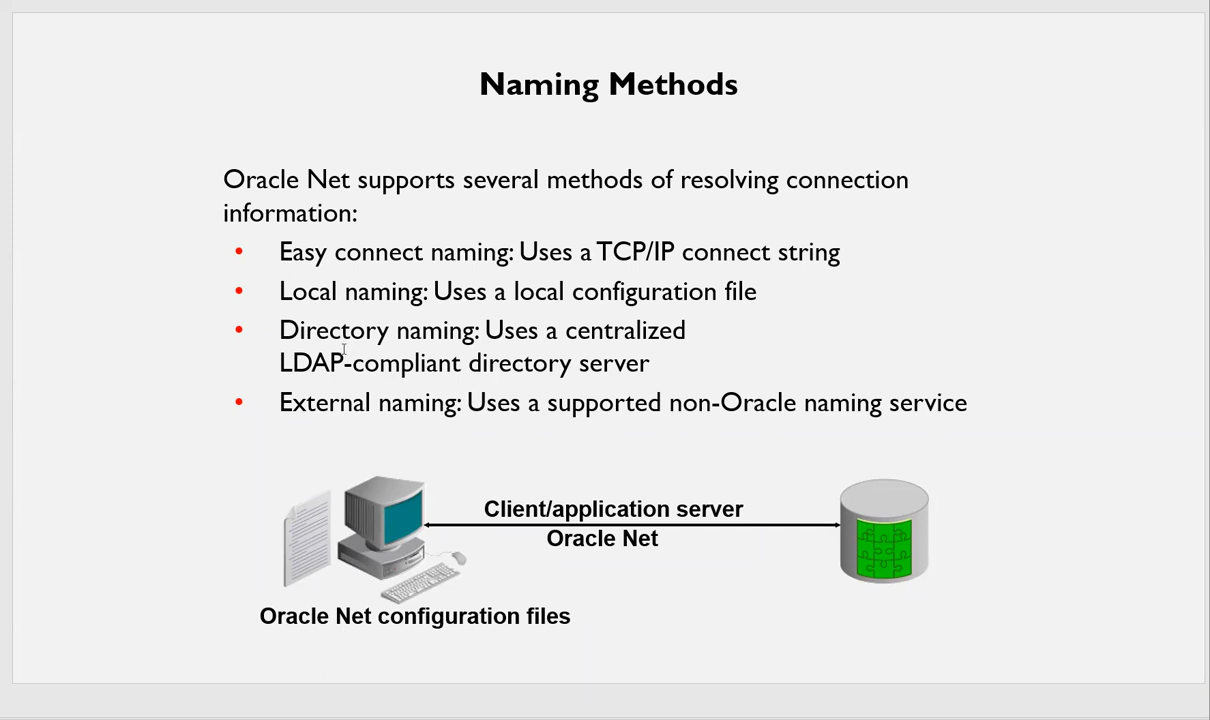 Naming Methods
Oracle Net supports several methods of resolving connection
information:
• Easy connect naming: Uses a TCP/IP connect string
• Local naming: Uses a local configuration file
• Directory naming: Uses a centralized
LDAP-compliant directory server
• External naming: Uses a supported non-Oracle naming service
Client/application server
Oracle Net
Oracle Net configuration files